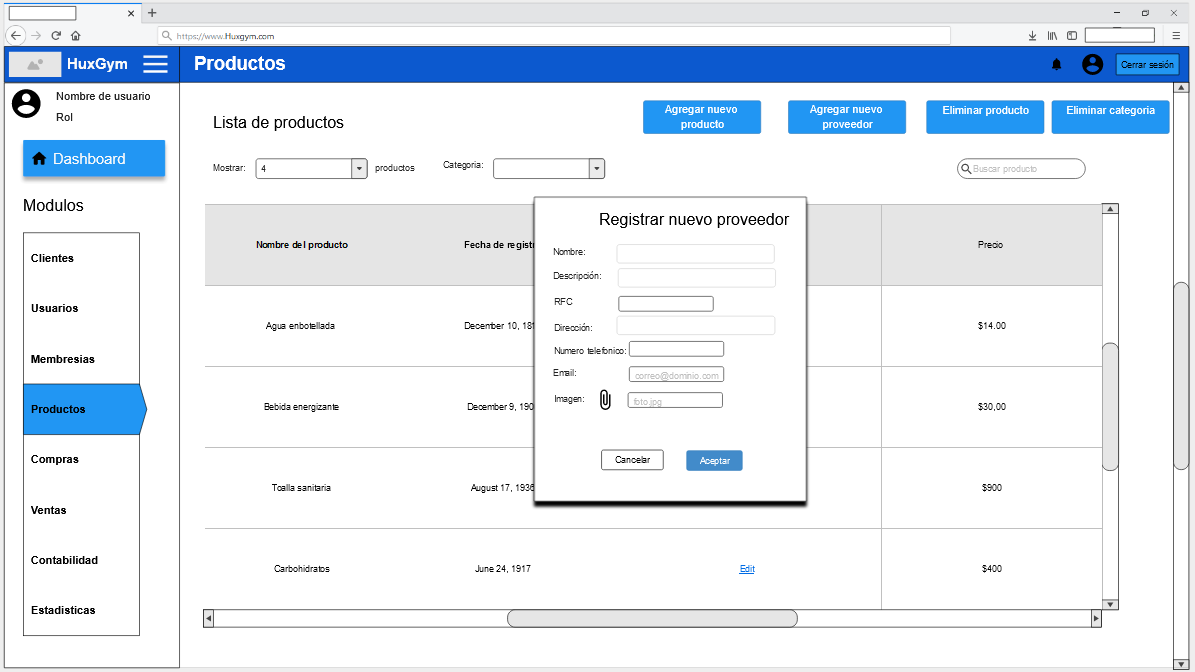 https://www.Huxgym.com
HuxGym
Productos
Cerrar sesión
Nombre de usuario
Rol
Dashboard
Modulos
Clientes
Usuarios
Membresias
Productos
Compras
Ventas
Contabilidad
Estadisticas
Lista de productos
Agregar nuevo
producto
Agregar nuevo
proveedor
Eliminar producto
Eliminar categoria
Mostrar:
4
productos
Categoria:
Buscar producto
Nombre del producto
Fecha de registr
Precio
Agua enbotellada
December 10, 181
$14.00
Bebida energizante
December 9, 190
$30,00
Toalla sanitaria
August 17, 1936
$900
Carbohidratos
June 24, 1917
Edit
$400
Registrar nuevo proveedor
Nombre:
Descripción:
RFC
Dirección:
Numero telefonico:
Email:
correo@dominio.com
Imagen:
foto.jpg
Cancelar
Aceptar